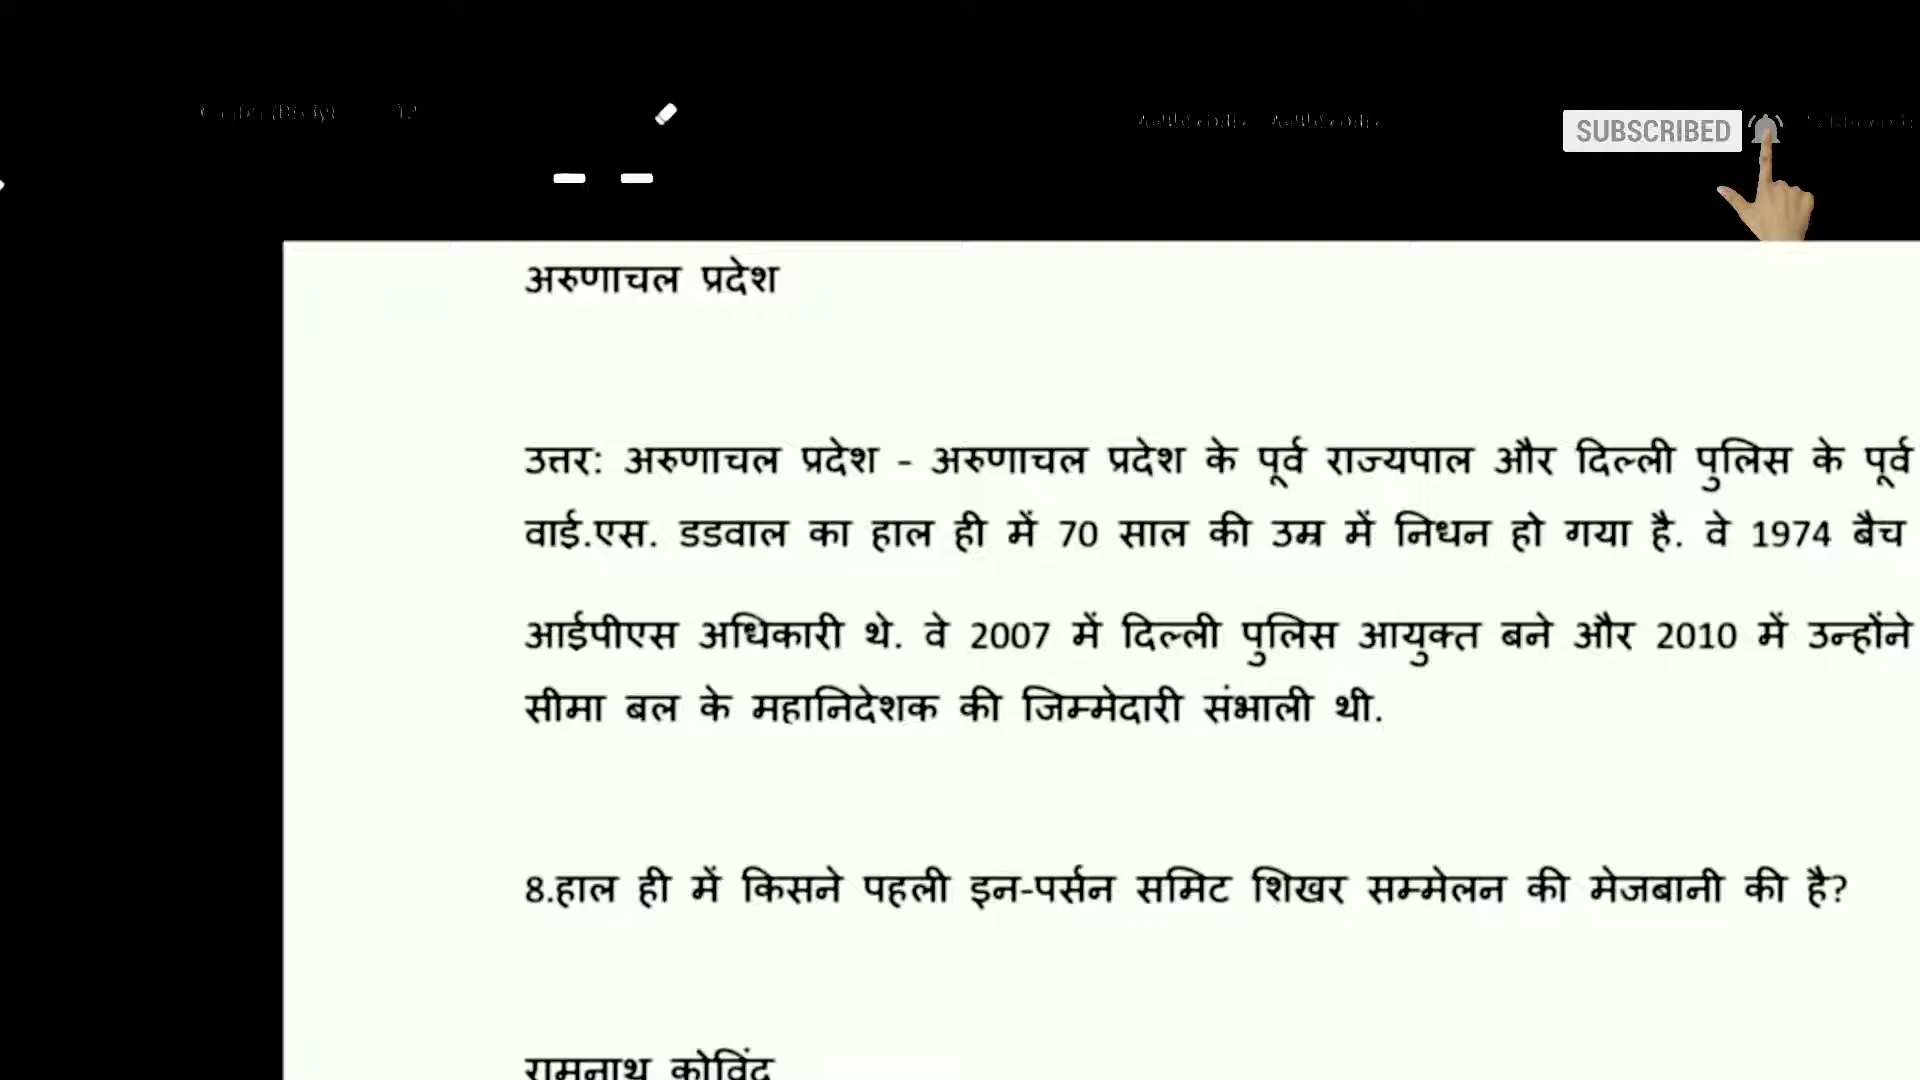 SUBSCRIBED
अरुणाचल प्रदेश
उत्तर: अरुणाचल प्रदेश - अरुणाचल प्रदेश के पूर्व राज्यपाल और दिल्ली पुलिस के पूर्व
वाई.एस. डडवाल का हाल ही में 70 साल की उम्र में निधन हो गया है. वे 1974 बैच
आईपीएस अधिकारी थे. वे 2007 में दिल्ली पुलिस आयुक्त बने और 2010 में उन्होंने
सीमा बल के महानिदेशक की जिम्मेदारी संभाली थी.
8.हाल ही में किसने पहली इन-पर्सन समिट शिखर सम्मेलन की मेजबानी की है?
रामनाथ कोविंद